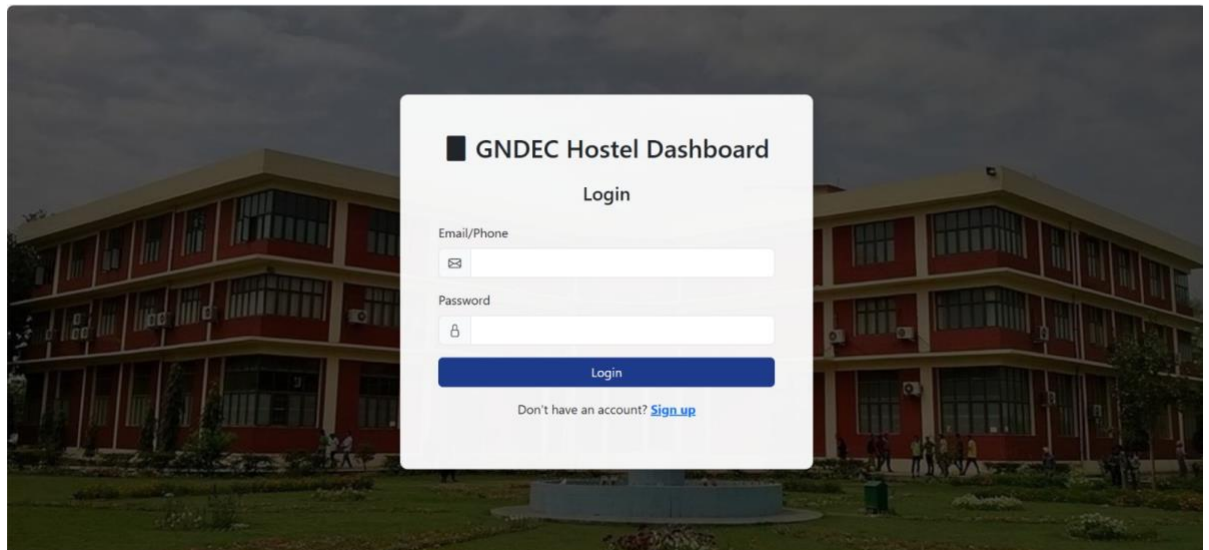 GNDEC Hostel Dashboard
Login
Email/Phone
Password
Login
Don't have an account? Sign up